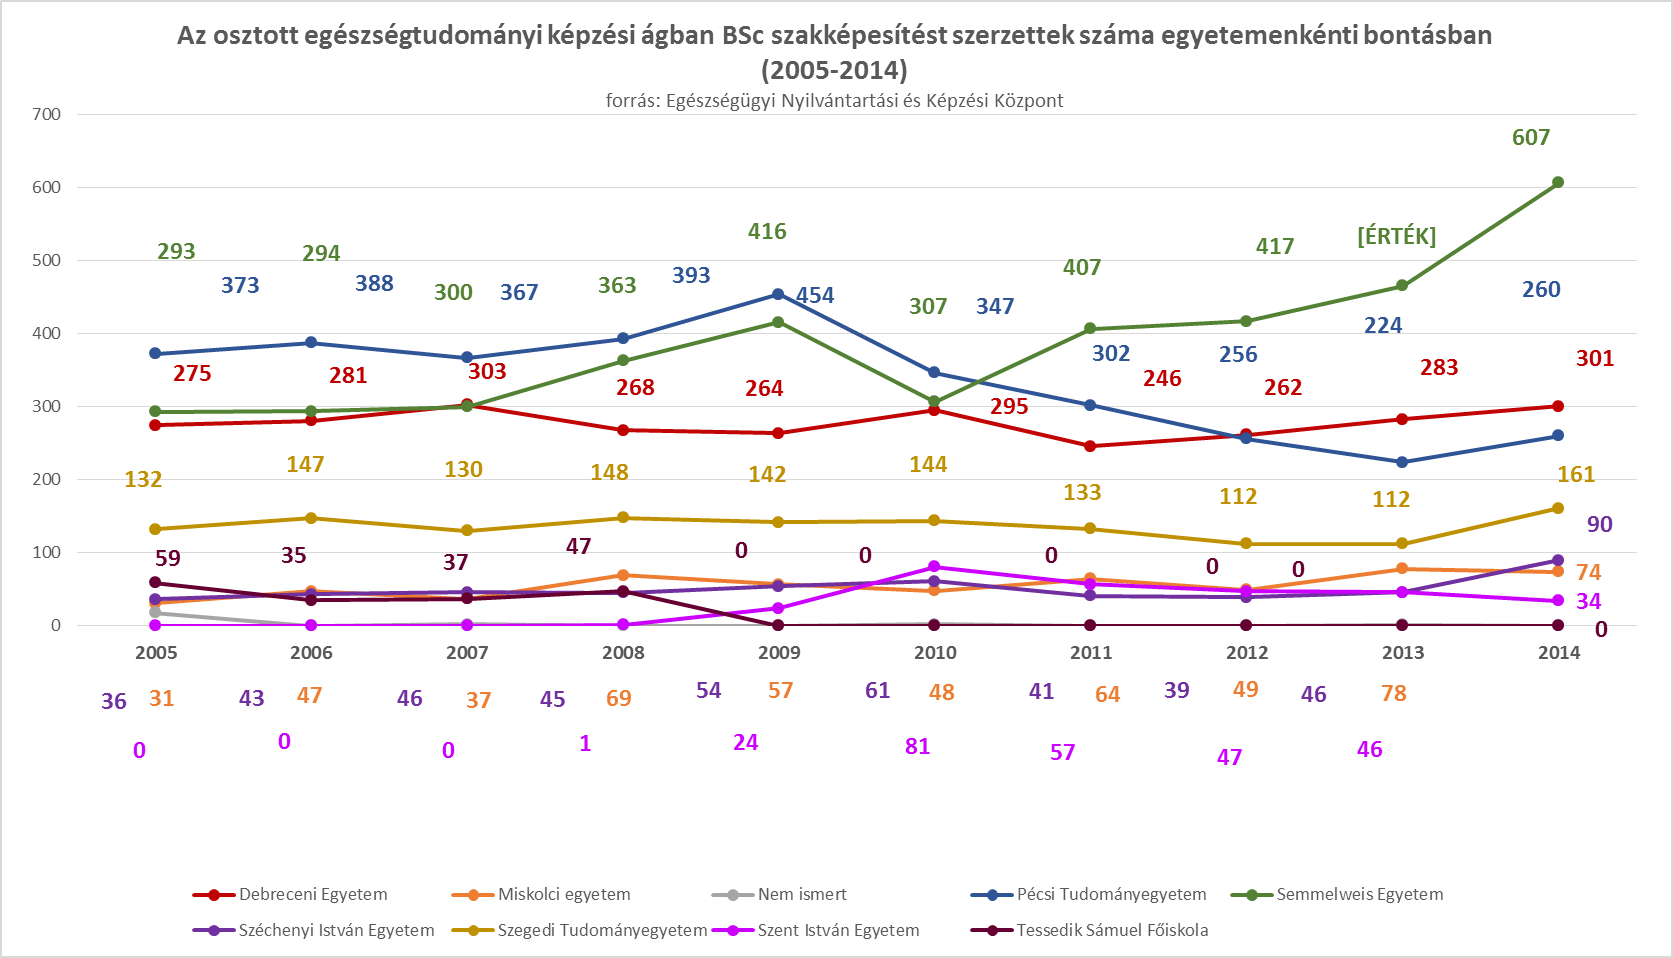 Az osztott egészségtudományi képzési ágban BSc szakképesítést szerzettek száma egyetemenkénti bontásban
(2005-2014)
forrás: Egészségügyi Nyilvántartási és Képzési Központ
700
607
600
293 294 416 417 [ÉRTÉK]
500
407
373 388 300 367 363 393 454 307 347 260
400
224
302 256
275 281 303 268 264 246 262 283 301
300
295
200
132 147 130 148 142 144 133 112 112 161
90
100
59 35 37 47 0 0 0 0 0
74
34
0
0
2005 2006 2007 2008 2009 2010 2011 2012 2013 2014
36 31 43 47 46 37 45 69 54 57 61 48 41 64 39 49 46 78
0 0 0 1 24 81 57 47 46
Debreceni Egyetem Miskolci egyetem Nem ismert Pécsi Tudományegyetem Semmelweis Egyetem
Széchenyi István Egyetem Szegedi Tudományegyetem Szent István Egyetem Tessedik Sámuel Főiskola